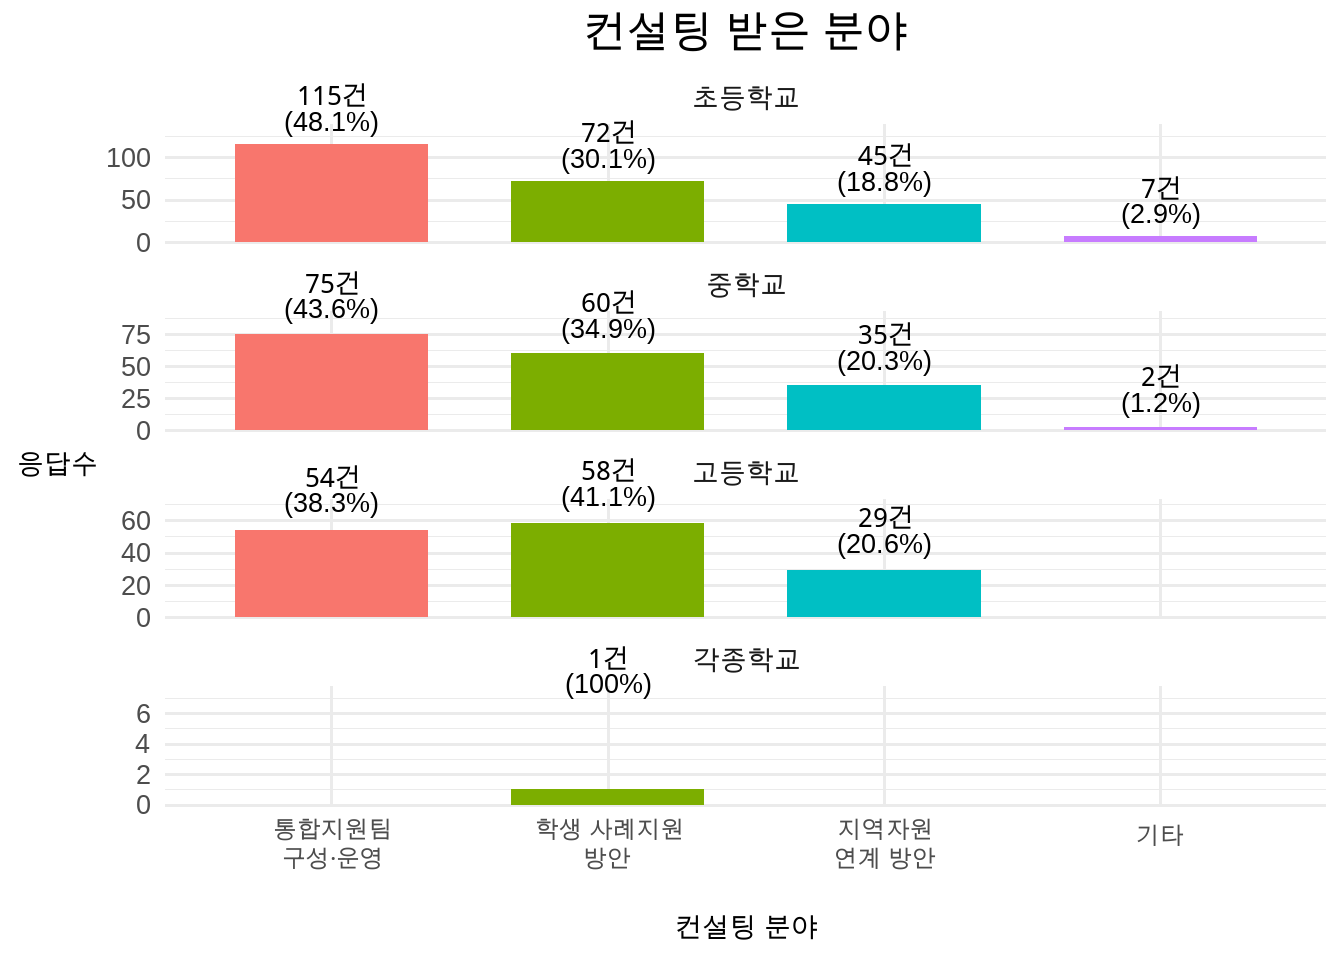 컨설팅 받은 분야
초등학교
115건
(48.1%)
72건
(30.1%)
45건
(18.8%)
7건
(2.9%)
100
50
0
중학교
75건
(43.6%)
60건
(34.9%)
35건
(20.3%)
2건
(1.2%)
75
50
25
0
응답수
고등학교
54건
(38.3%)
58건
(41.1%)
29건
(20.6%)
60
40
20
0
각종학교
1건
(100%)
6
4
2
0
통합지원팀
구성·운영
학생 사례지원
방안
지역자원
연계 방안
기타
컨설팅 분야